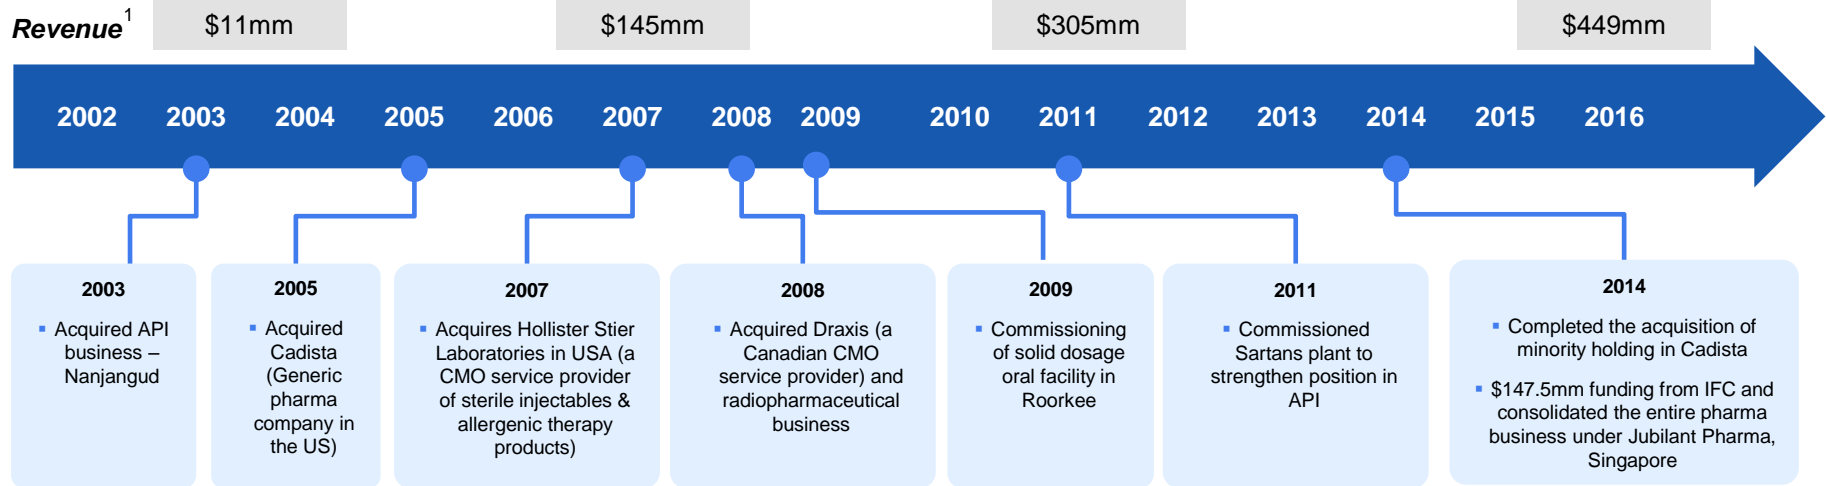 Revenue1 $11mm $145mm $305mm $449mm
2002 2003 2004 2005 2006 2007 2008 2009 2010 2011 2012 2013 2014 2015 2016
2003
▪ Acquired API
business –
Nanjangud
2005
▪ Acquired
Cadista
(Generic
pharma
company in
the US)
2007
▪ Acquires Hollister Stier
Laboratories in USA (a
CMO service provider
of sterile injectables &
allergenic therapy
products)
2008
▪ Acquired Draxis (a
Canadian CMO
service provider) and
radiopharmaceutical
business
2009
▪ Commissioning
of solid dosage
oral facility in
Roorkee
2011
▪ Commissioned
Sartans plant to
strengthen position in
API
2014
▪ Completed the acquisition of
minority holding in Cadista
▪ $147.5mm funding from IFC and
consolidated the entire pharma
business under Jubilant Pharma,
Singapore